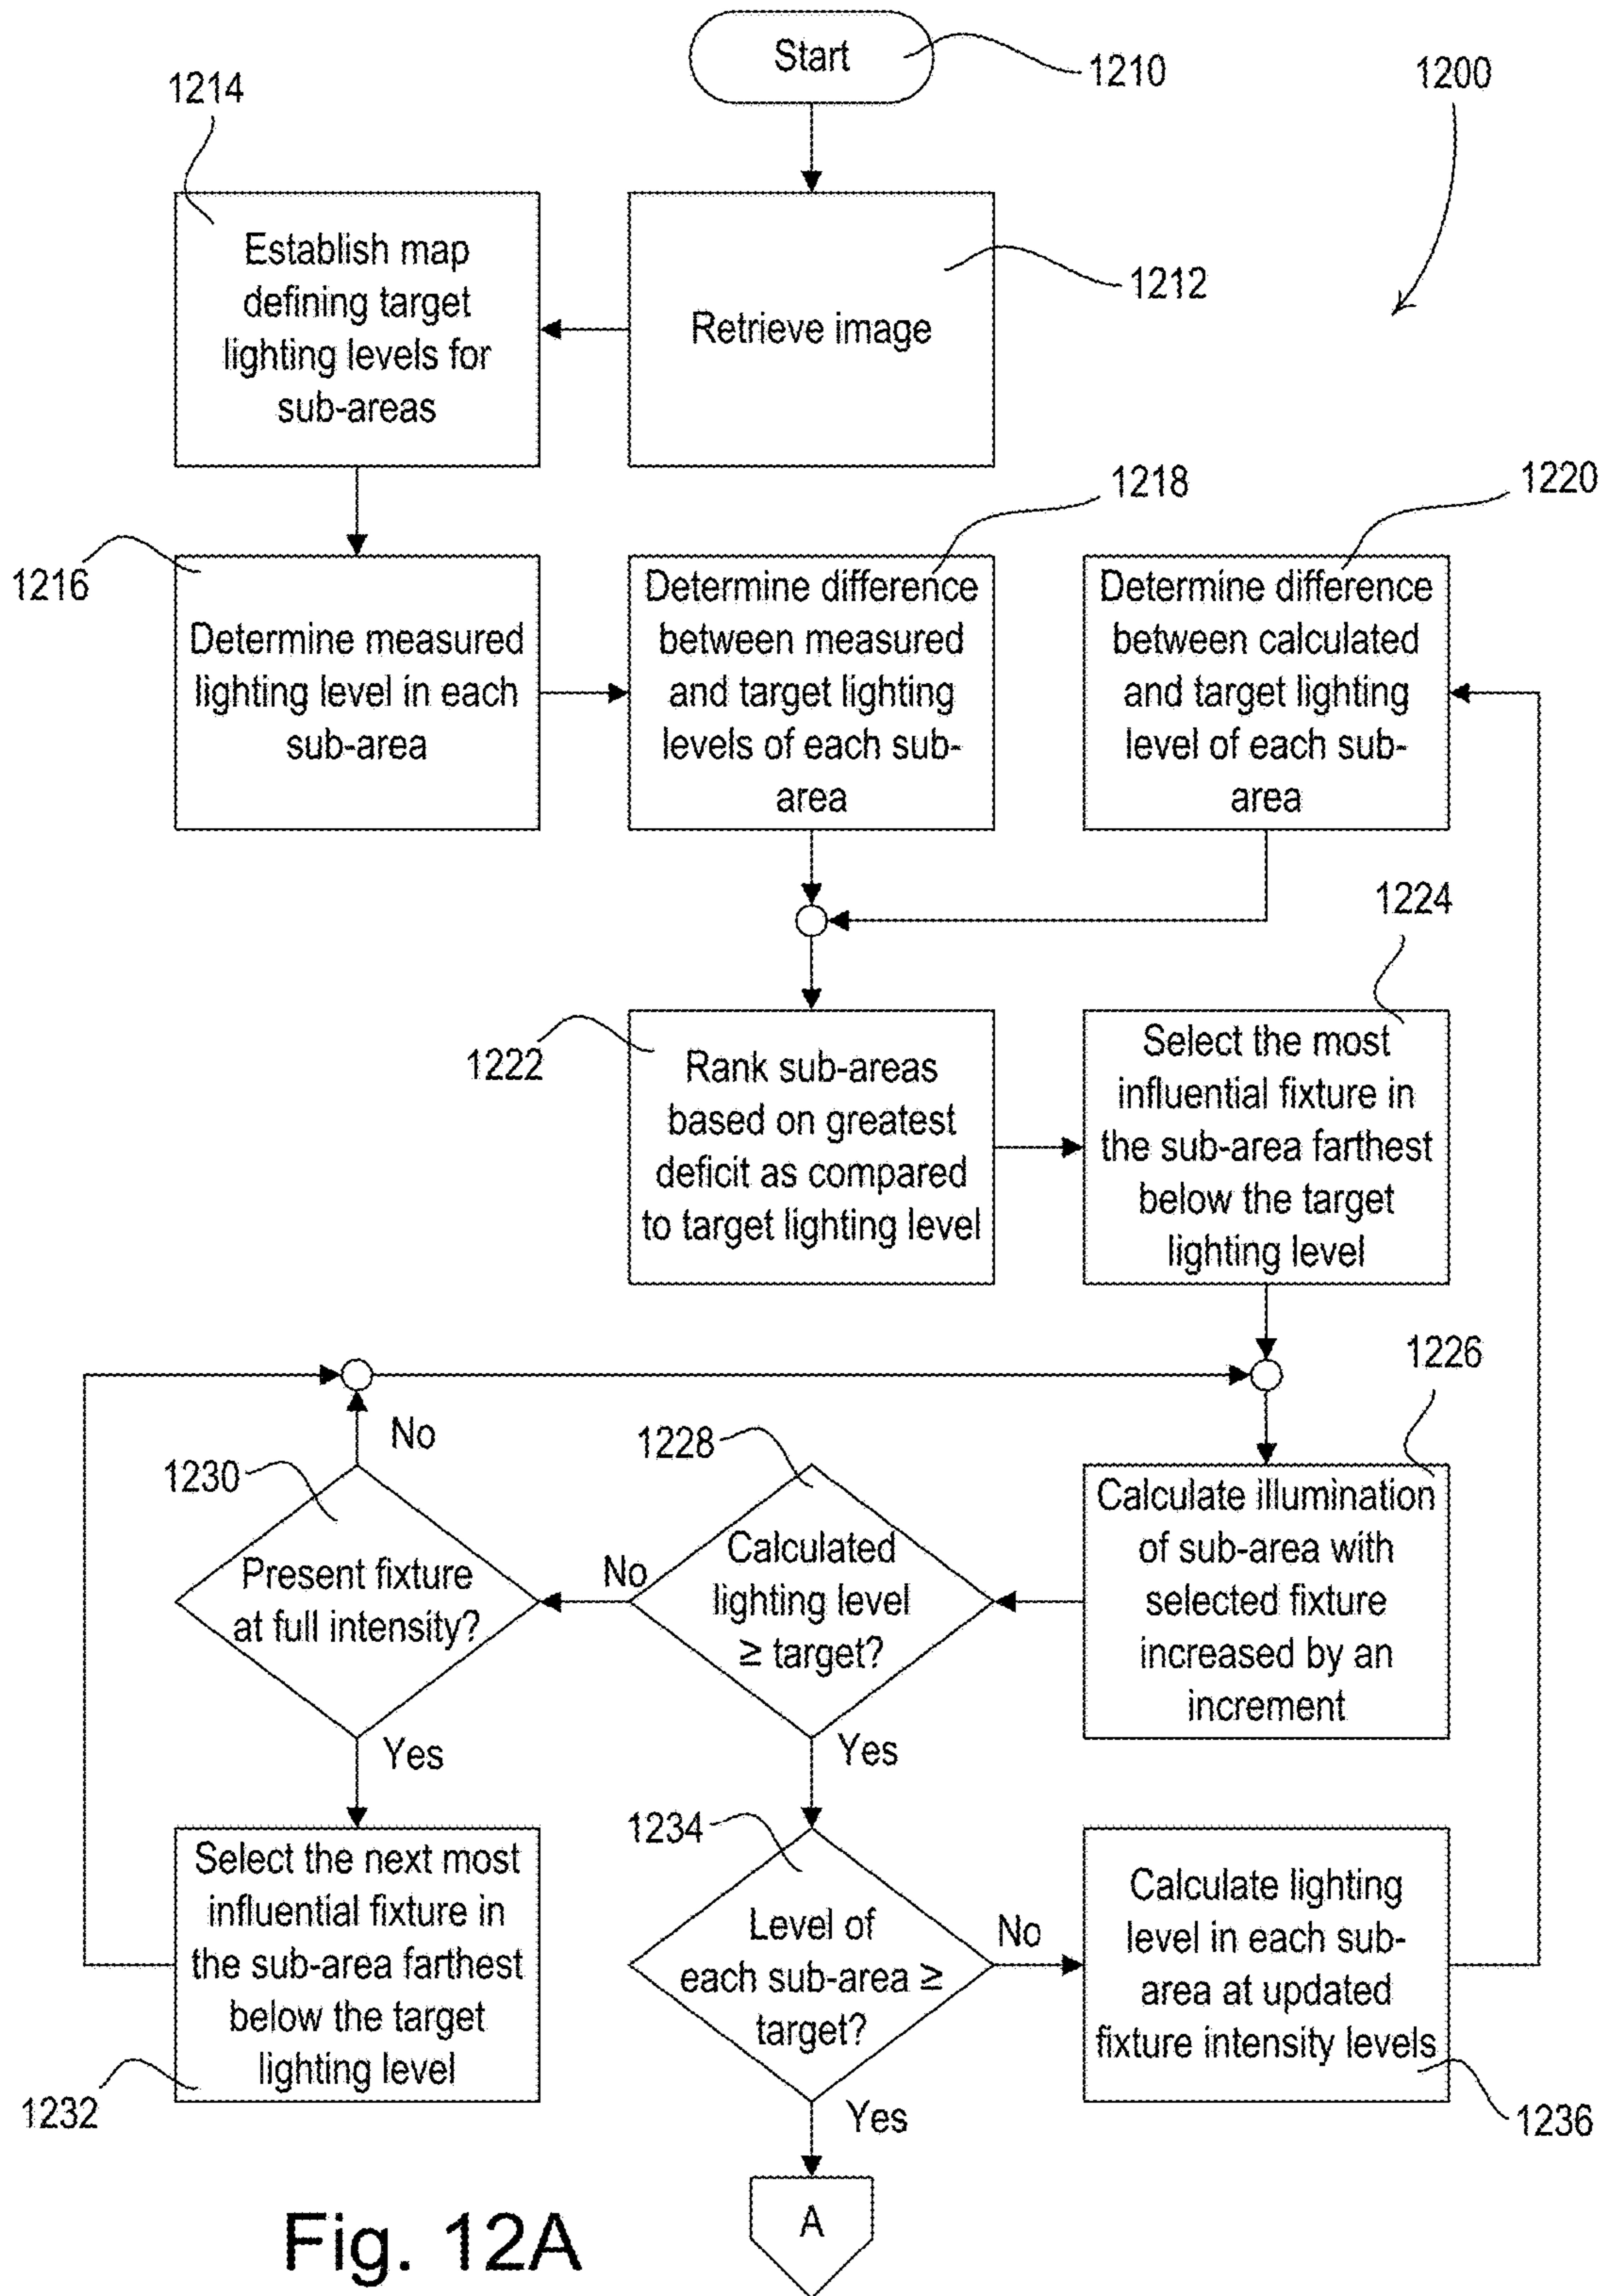 Start
1210
1200
1214
Establish map
defining target
lighting levels for
sub-areas
Retrieve image
1212
1216
Determine measured
lighting level in each
sub-area
1218
Determine difference
between measured
and target lighting
levels of each sub-
area
1220
Determine difference
between calculated
and target lighting
level of each sub-
area
1222
Rank sub-areas
based on greatest
deficit as compared
to target lighting level
1224
Select the most
influential fixture in
the sub-area farthest
below the target
lighting level
1226
Calculate illumination
of sub-area with
selected fixture
increased by an
increment
1228
Calculated
lighting level
≥ target?
No
Yes
1230
Present fixture
at full intensity?
No
Yes
1232
Select the next most
influential fixture in
the sub-area farthest
below the target
lighting level
1234
Level of
each sub-area ≥
target?
No
Yes
Calculate lighting
level in each sub-
area at updated
fixture intensity levels
1236
A
Fig. 12A